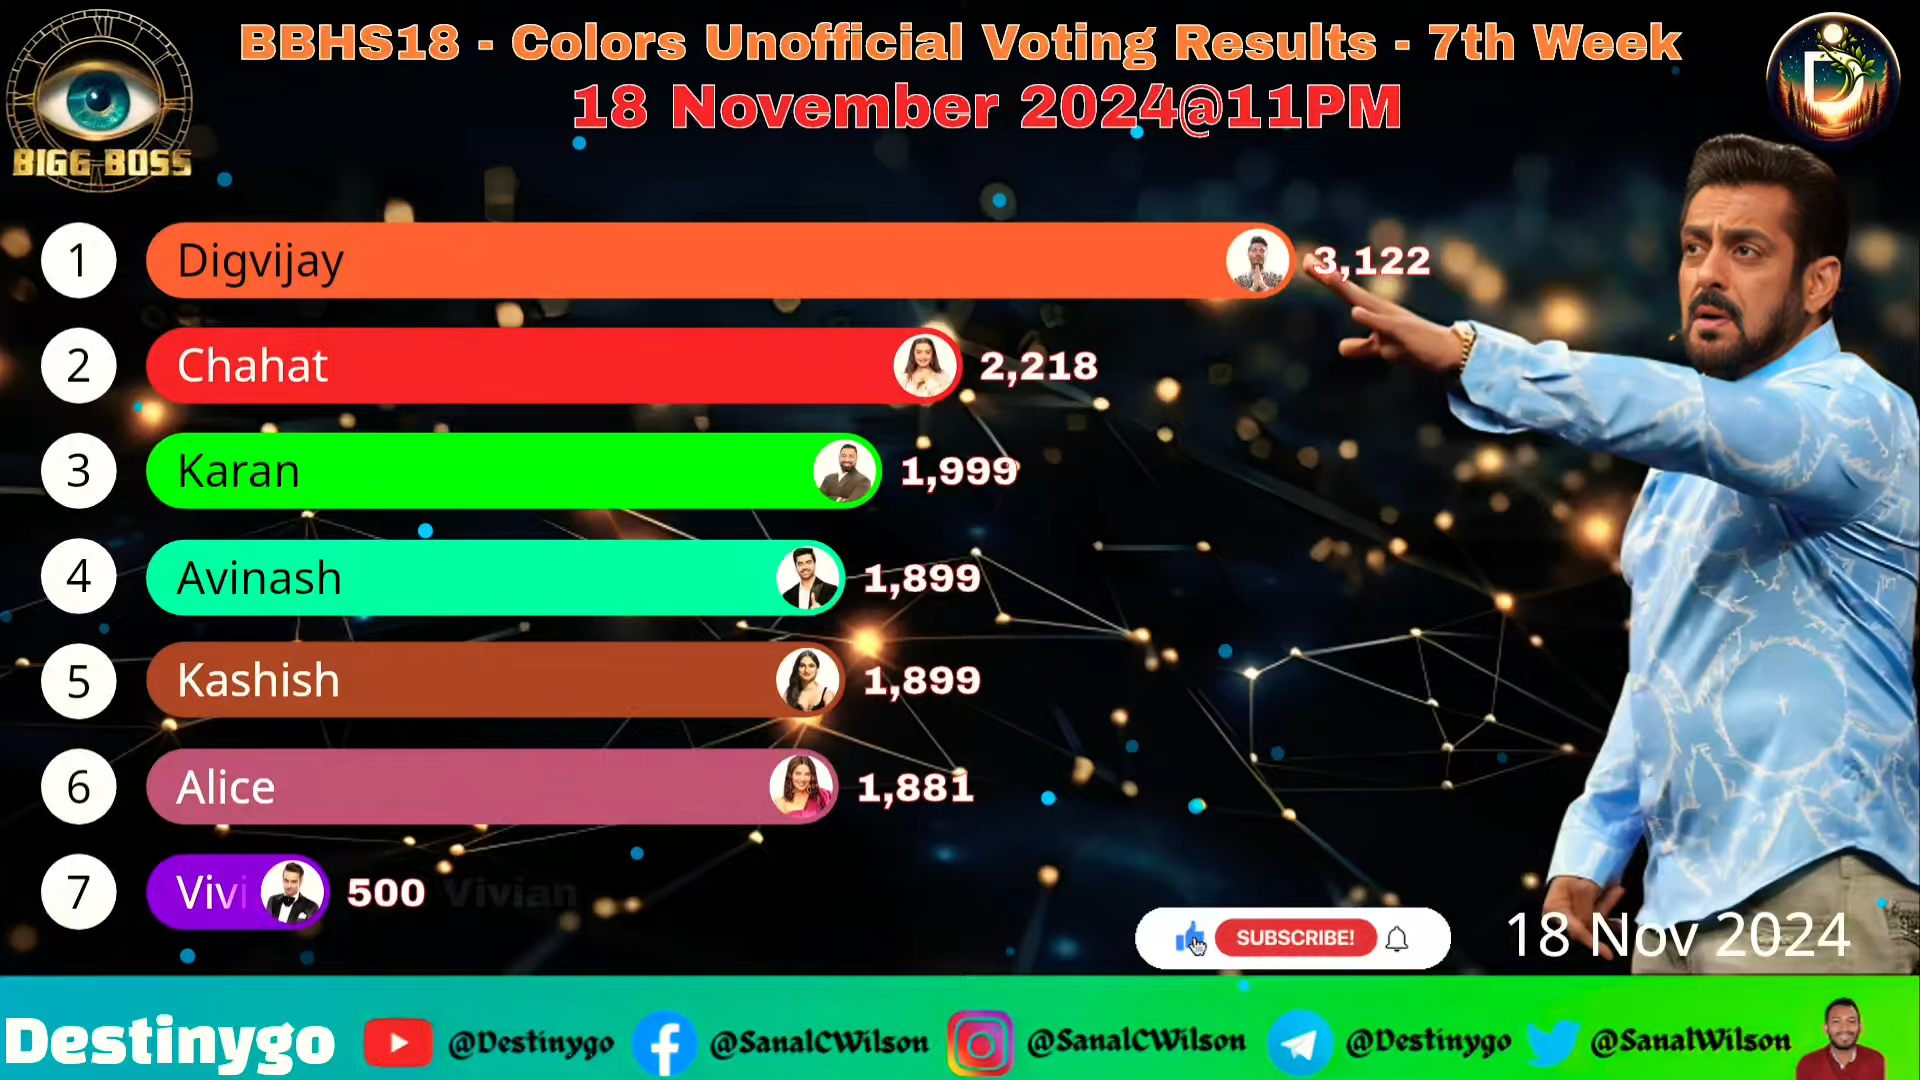 BBHS18 - Colors Unofficial Voting Results - 7th Week
18 November 2024@11PM
BIGG BOSS
D
1 Digvijay 3,122
2 Chahat 2,218
3 Karan 1,999
4 Avinash 1,899
5 Kashish 1,899
6 Alice 1,881
7 Vivi 500 Vivian
SUBSCRIBE!
18 Nov 2024
Destinygo @Destinygo @SanalCWilson @SanalCWilson @Destinygo @SanalWilson